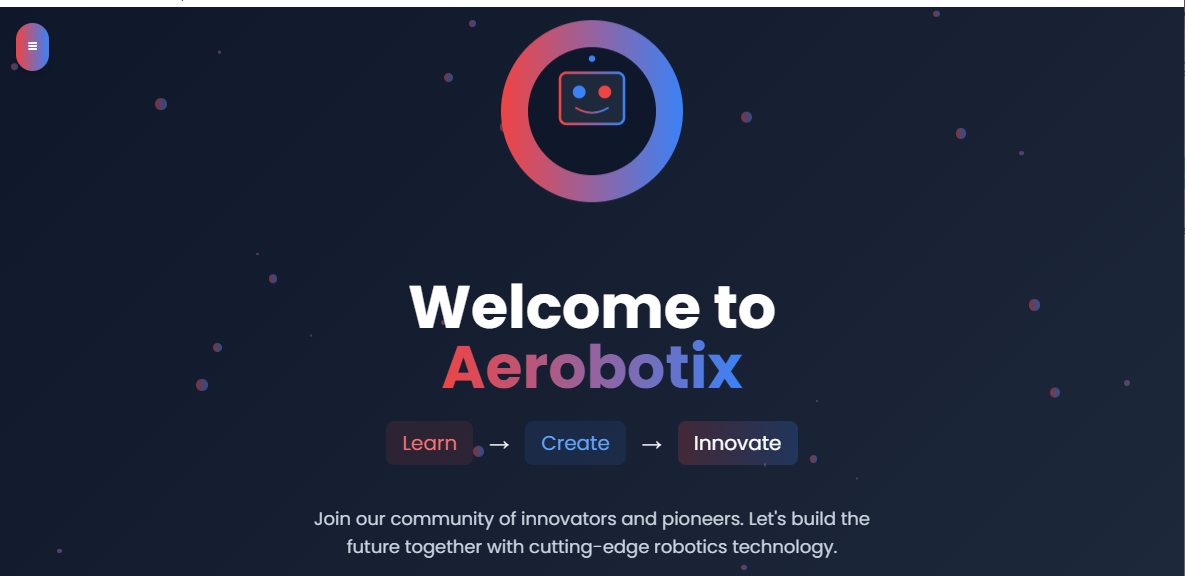 Welcome to
Aerobotix
Learn → Create → Innovate
Join our community of innovators and pioneers. Let's build the
future together with cutting-edge robotics technology.